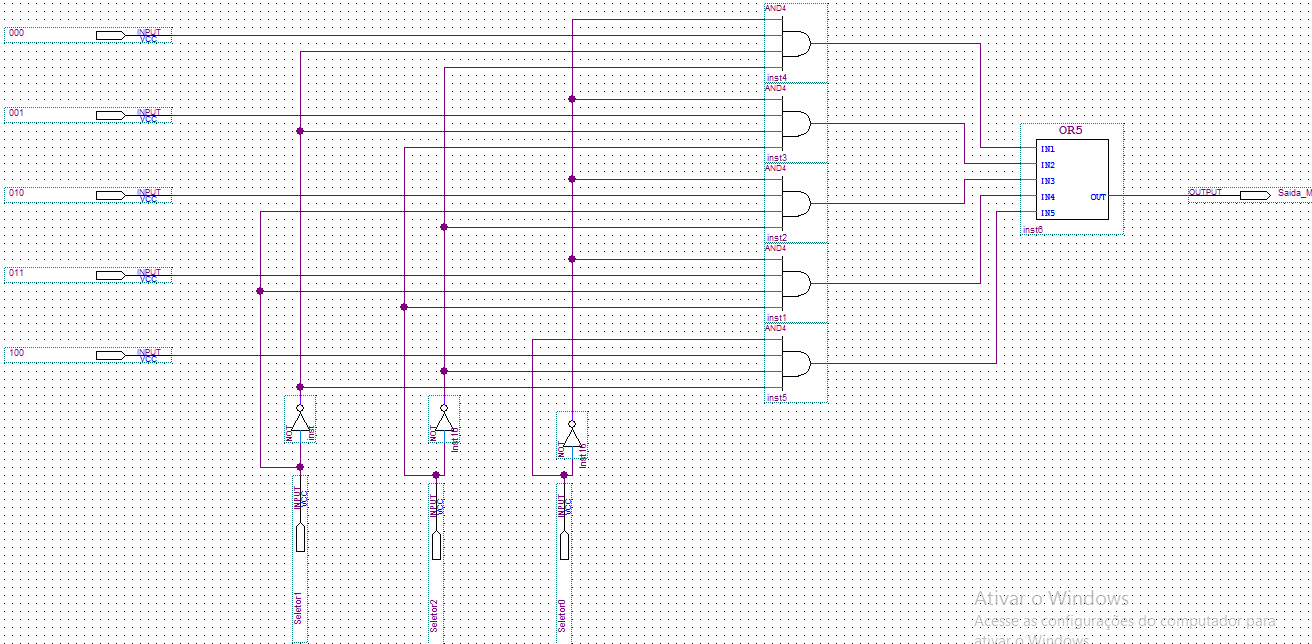 AND4
000
INPUT
VCC
inst4
AND4
001
INPUT
VCC
inst3
AND4
OR5
IN1
IN2
IN3
IN4
IN5
OUT
inst6
010
INPUT
VCC
OUTPUT
Saida_M
inst2
AND4
011
INPUT
VCC
inst1
AND4
100
INPUT
VCC
inst5
NOT
inst
NOT
NOT
INPUT
VCC
Seletor1
INPUT
VCC
Seletor2
INPUT
VCC
Seletor0
Ativar o Windows
Acesse as configurações do computador para
ativar o Windows